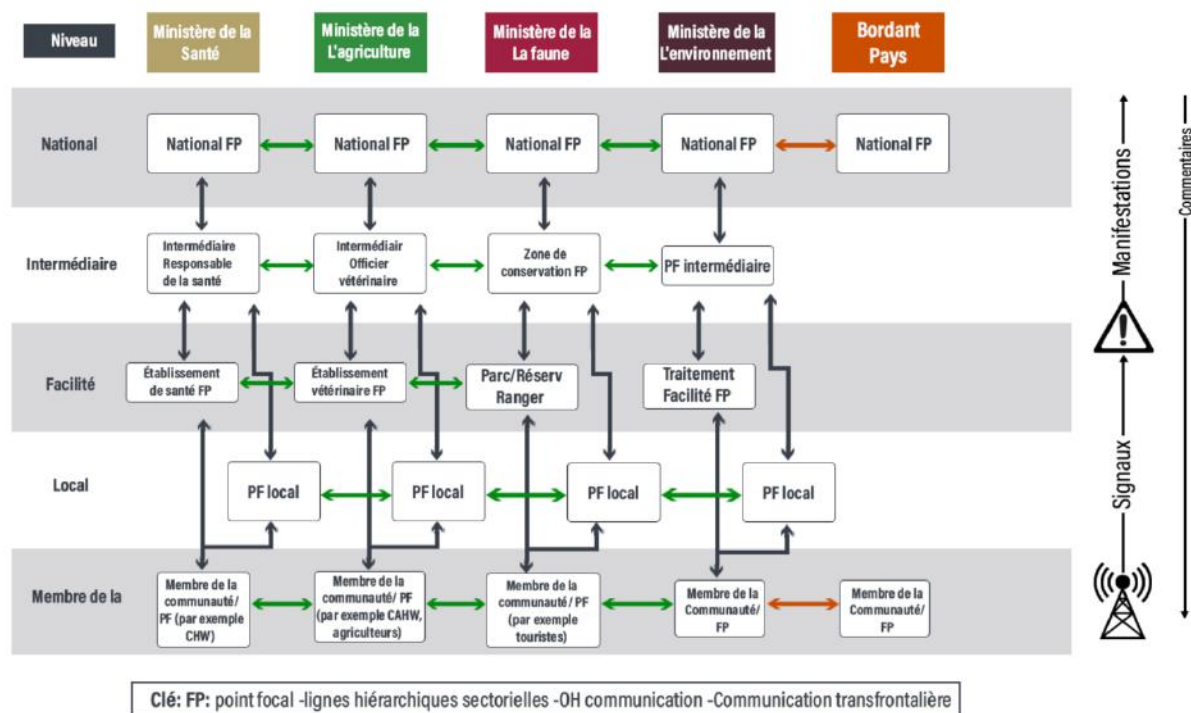 Niveau
Ministère de la
Santé
Ministère de la
L'agriculture
Ministère de la
La faune
Ministère de la
L'environnement
Bordant
Pays
National
National FP
National FP
National FP
National FP
National FP
Intermédiaire
Intermédiaire
Responsable
de la santé
Intermédiair
Officier
vétérinaire
Zone de
conservation FP
PF intermédiaire
Facilité
Établissement
de santé FP
Établissement
vétérinaire FP
Parc/Réserv
Ranger
Traitement
Facilité FP
Local
PF local
PF local
PF local
PF local
Membre de la
Membre de la
communauté/
PF (par exemple
CHW)
Membre de la
communauté/ PF
(par exemple CAHW,
agriculteurs)
Membre de la
communauté/ PF (par
exemple touristes)
Membre de la
Communauté/
FP
Membre de la
Communauté/
FP
Manifestations
Signaux
Commentaires
Clé: FP: point focal -lignes hiérarchiques sectorielles -OH communication -Communication transfrontalière